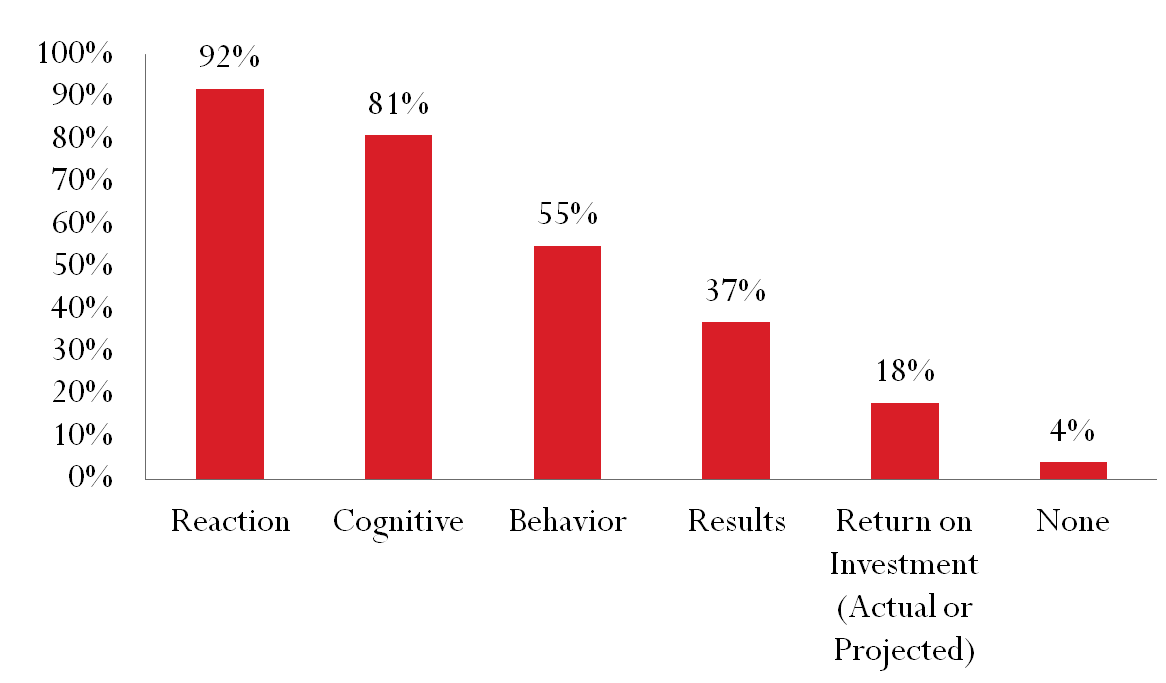 100%
90%
80%
70%
60%
50%
40%
30%
20%
10%
0%
92%
81%
55%
37%
18%
4%
Reaction
Cognitive
Behavior
Results
Return on
Investment
(Actual or
Projected)
None